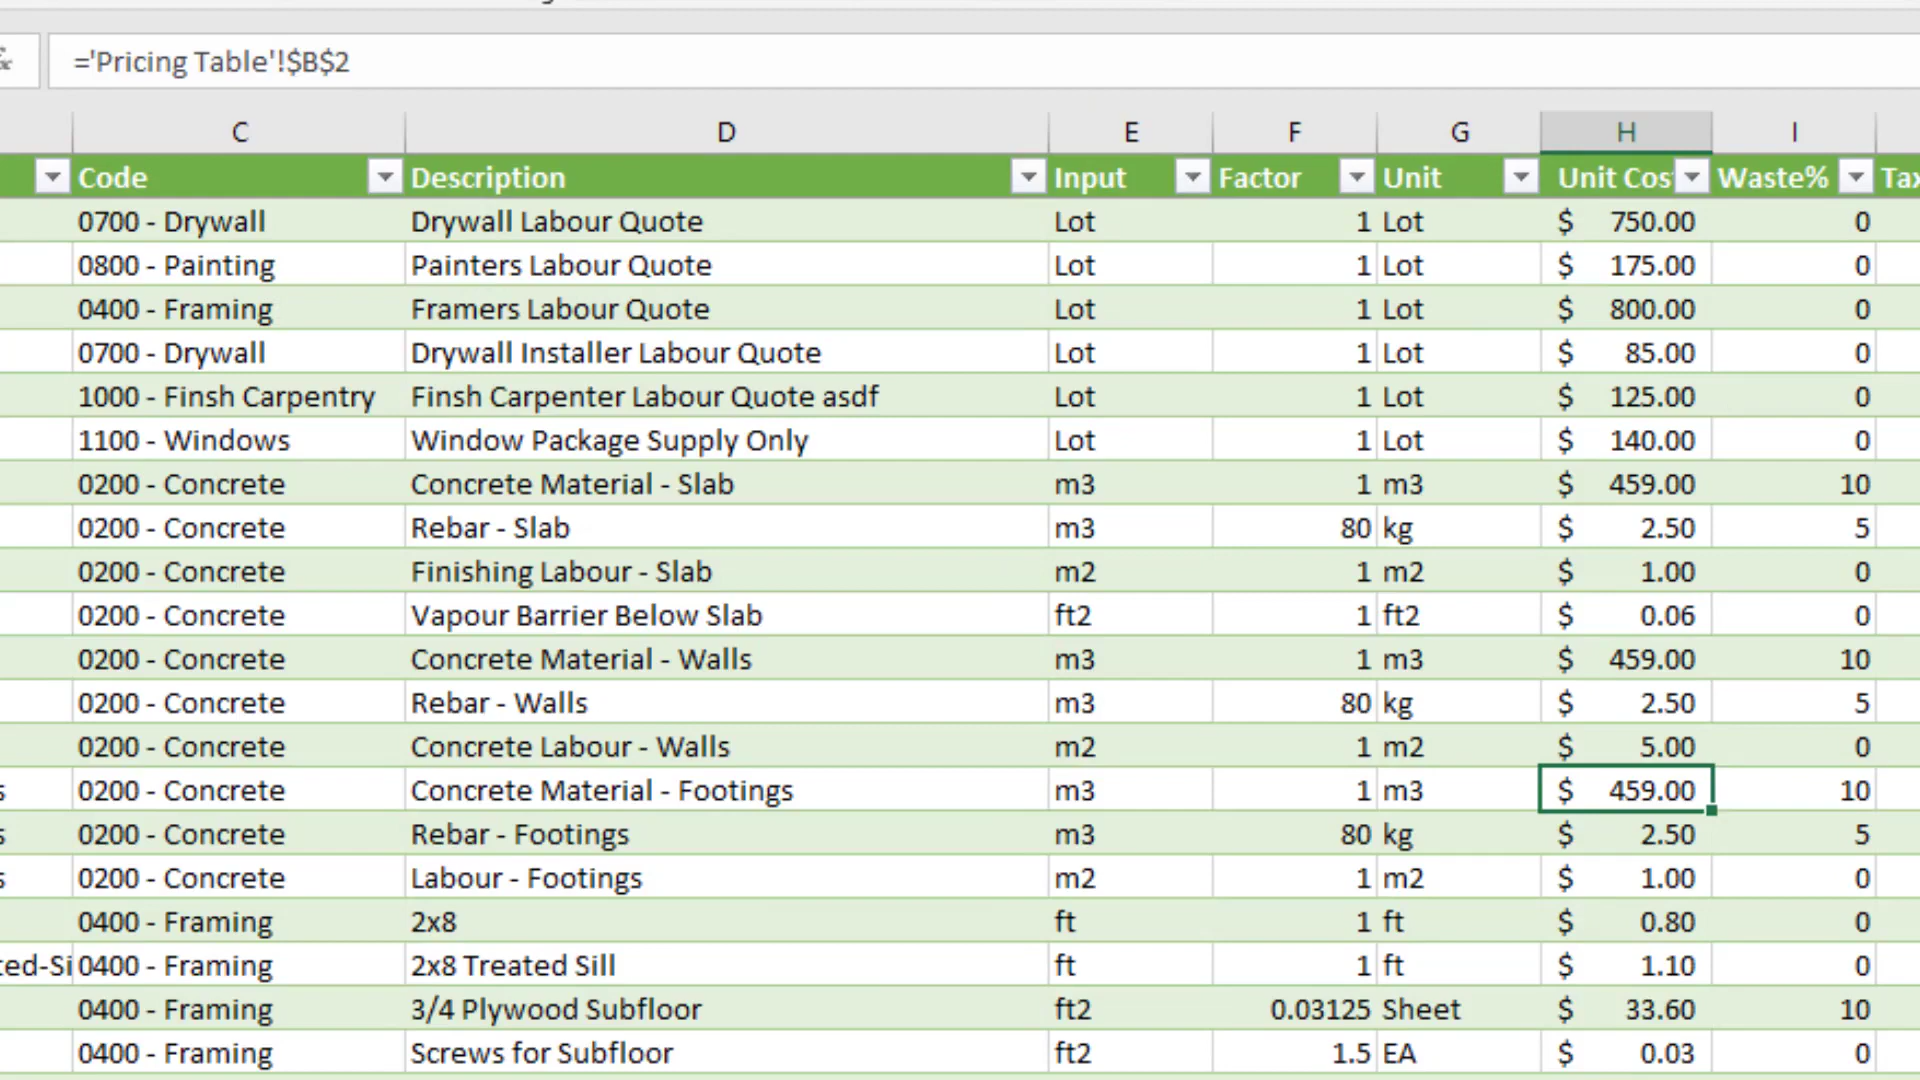 ='Pricing Table'!$B$2
C D E F G H I
Code Description Input Factor Unit Unit Cos Waste% Tax
0700 - Drywall Drywall Labour Quote Lot 1 Lot $ 750.00 0
0800 - Painting Painters Labour Quote Lot 1 Lot $ 175.00 0
0400 - Framing Framers Labour Quote Lot 1 Lot $ 800.00 0
0700 - Drywall Drywall Installer Labour Quote Lot 1 Lot $ 85.00 0
1000 - Finsh Carpentry Finsh Carpenter Labour Quote asdf Lot 1 Lot $ 125.00 0
1100 - Windows Window Package Supply Only Lot 1 Lot $ 140.00 0
0200 - Concrete Concrete Material - Slab m3 1 m3 $ 459.00 10
0200 - Concrete Rebar - Slab m3 80 kg $ 2.50 5
0200 - Concrete Finishing Labour - Slab m2 1 m2 $ 1.00 0
0200 - Concrete Vapour Barrier Below Slab ft2 1 ft2 $ 0.06 0
0200 - Concrete Concrete Material - Walls m3 1 m3 $ 459.00 10
0200 - Concrete Rebar - Walls m3 80 kg $ 2.50 5
0200 - Concrete Concrete Labour - Walls m2 1 m2 $ 5.00 0
s 0200 - Concrete Concrete Material - Footings m3 1 m3 $ 459.00 10
s 0200 - Concrete Rebar - Footings m3 80 kg $ 2.50 5
s 0200 - Concrete Labour - Footings m2 1 m2 $ 1.00 0
0400 - Framing 2x8 ft 1 ft $ 0.80 0
ted-Si 0400 - Framing 2x8 Treated Sill ft 1 ft $ 1.10 0
0400 - Framing 3/4 Plywood Subfloor ft2 0.03125 Sheet $ 33.60 10
0400 - Framing Screws for Subfloor ft2 1.5 EA $ 0.03 0